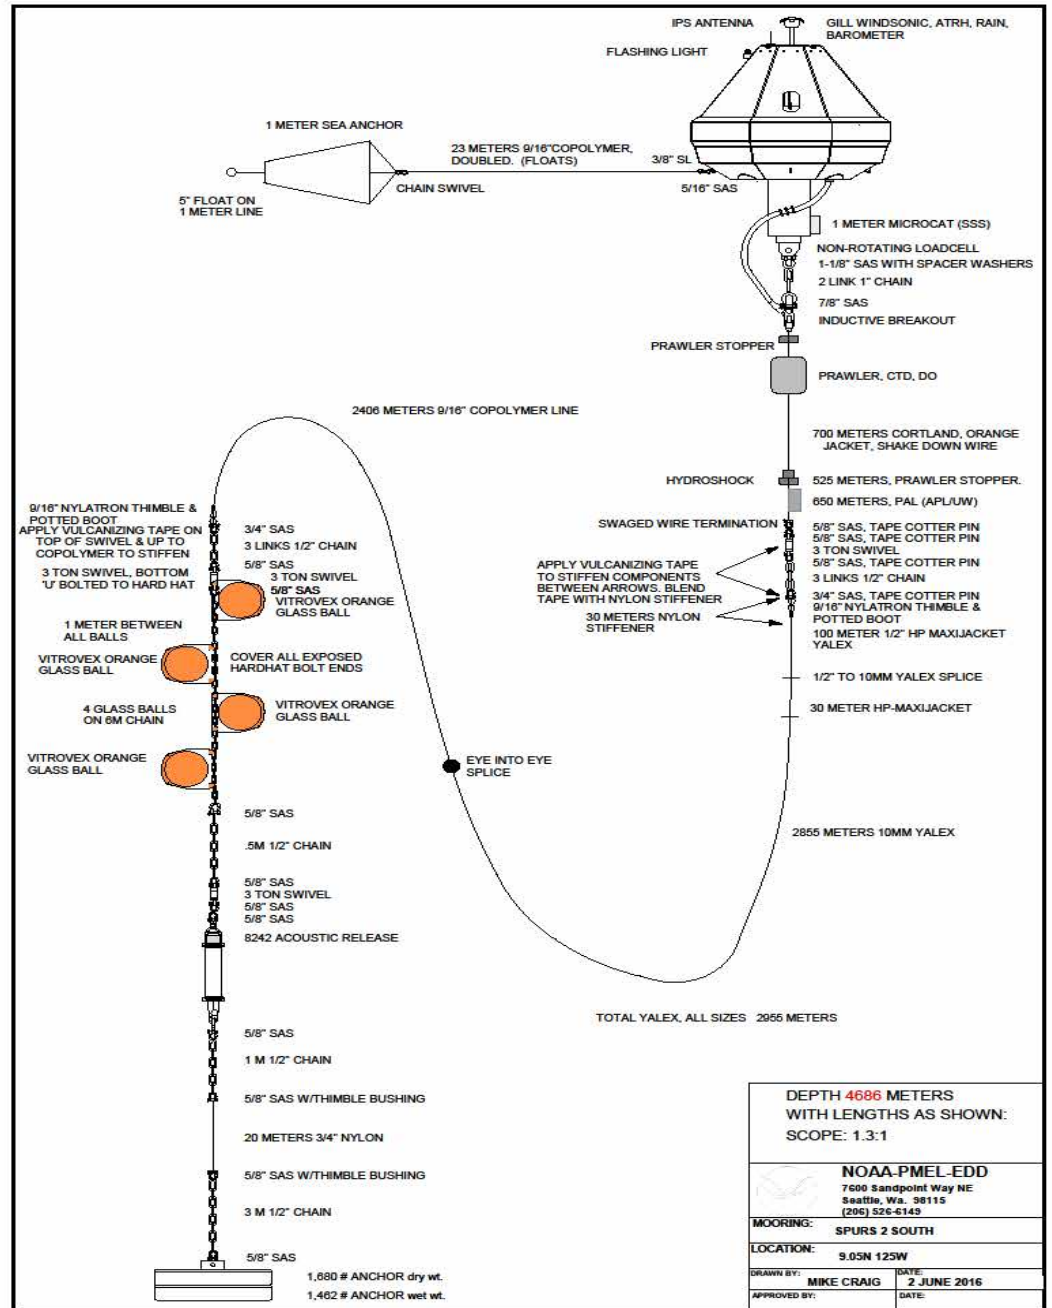 IPS ANTENNA
GILL WINDSONIC, ATRH, RAIN,
BAROMETER
FLASHING LIGHT
1 METER SEA ANCHOR
23 METERS 9/16"COPOLYMER,
DOUBLED. (FLOATS)
3/8" SL
CHAIN SWIVEL
5/16" SAS
5" FLOAT ON
1 METER LINE
1 METER MICROCAT (SSS)
NON-ROTATING LOADCELL
1-1/8" SAS WITH SPACER WASHERS
2 LINK 1" CHAIN
7/8" SAS
INDUCTIVE BREAKOUT
PRAWLER STOPPER
PRAWLER, CTD, DO
2406 METERS 9/16" COPOLYMER LINE
700 METERS CORTLAND, ORANGE
JACKET, SHAKE DOWN WIRE
HYDROSHOCK
525 METERS, PRAWLER STOPPER.
650 METERS, PAL (APL/UW)
SWAGED WIRE TERMINATION
5/8" SAS, TAPE COTTER PIN
5/8" SAS, TAPE COTTER PIN
3 TON SWIVEL
5/8" SAS, TAPE COTTER PIN
3 LINKS 1/2" CHAIN
3/4" SAS, TAPE COTTER PIN
9/16" NYLATRON THIMBLE &
POTTED BOOT
100 METER 1/2" HP MAXIJACKET
YALEX
APPLY VULCANIZING TAPE
TO STIFFEN COMPONENTS
BETWEEN ARROWS. BLEND
TAPE WITH NYLON STIFFENER
30 METERS NYLON
STIFFENER
1/2" TO 10MM YALEX SPLICE
30 METER HP-MAXIJACKET
2855 METERS 10MM YALEX
9/16" NYLATRON THIMBLE &
POTTED BOOT
APPLY VULCANIZING TAPE ON
TOP OF SWIVEL & UP TO
COPOLYMER TO STIFFEN
3 TON SWIVEL, BOTTOM
'U' BOLTED TO HARD HAT
3/4" SAS
3 LINKS 1/2" CHAIN
5/8" SAS
3 TON SWIVEL
5/8" SAS
VITROVEX ORANGE
GLASS BALL
1 METER BETWEEN
ALL BALLS
VITROVEX ORANGE
GLASS BALL
COVER ALL EXPOSED
HARDHAT BOLT ENDS
4 GLASS BALLS
ON 6M CHAIN
VITROVEX ORANGE
GLASS BALL
VITROVEX ORANGE
GLASS BALL
EYE INTO EYE
SPLICE
5/8" SAS
.5M 1/2" CHAIN
5/8" SAS
3 TON SWIVEL
5/8" SAS
5/8" SAS
8242 ACOUSTIC RELEASE
TOTAL YALEX, ALL SIZES 2955 METERS
5/8" SAS
1 M 1/2" CHAIN
5/8" SAS W/THIMBLE BUSHING
20 METERS 3/4" NYLON
5/8" SAS W/THIMBLE BUSHING
3 M 1/2" CHAIN
5/8" SAS
1,680 # ANCHOR dry wt.
1,462 # ANCHOR wet wt.
DEPTH 4686 METERS
WITH LENGTHS AS SHOWN:
SCOPE: 1.3:1
NOAA-PMEL-EDD
7600 Sandpoint Way NE
Seattle, Wa. 98115
(206) 526-6149
MOORING: SPURS 2 SOUTH
LOCATION: 9.05N 125W
DRAWN BY: MIKE CRAIG DATE: 2 JUNE 2016
APPROVED BY: DATE: